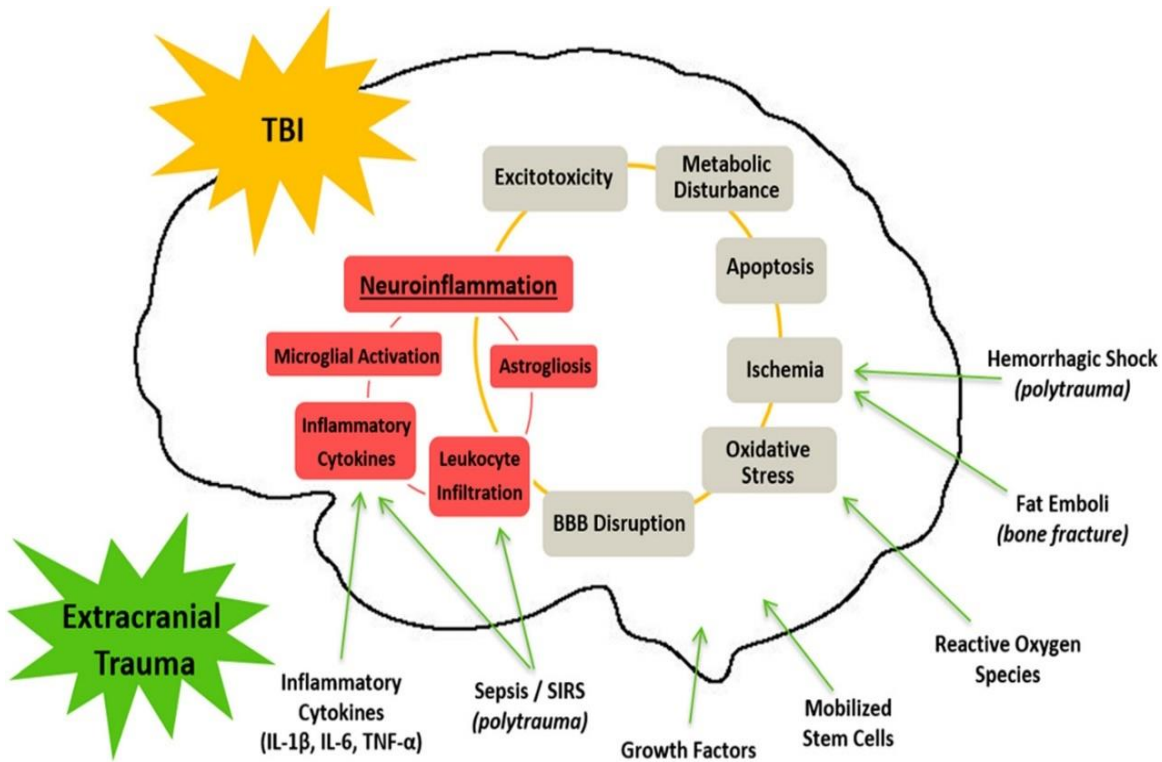 TBI
Excitotoxicity
Metabolic
Disturbance
Neuroinflammation
Apoptosis
Microglial Activation
Astrogliosis
Ischemia
Hemorrhagic Shock
(polytrauma)
Inflammatory
Cytokines
Leukocyte
Infiltration
Oxidative
Stress
BBB Disruption
Fat Emboli
(bone fracture)
Extracranial
Trauma
Inflammatory
Cytokines
(IL-1β, IL-6, TNF-α)
Sepsis / SIRS
(polytrauma)
Growth Factors
Mobilized
Stem Cells
Reactive Oxygen
Species